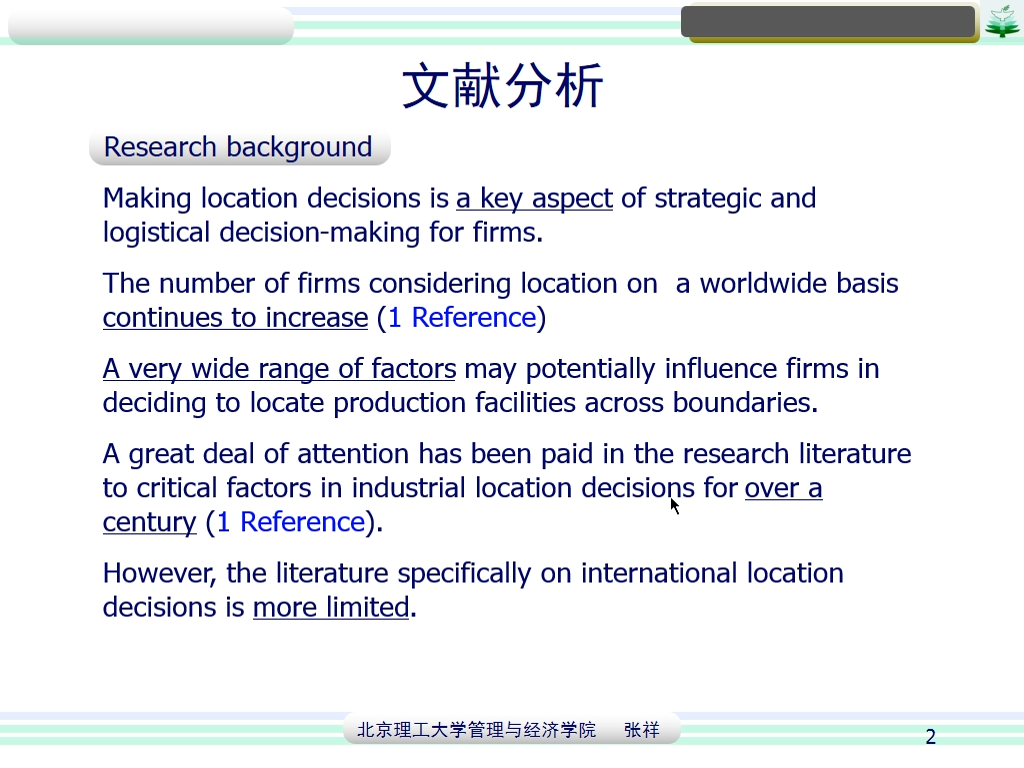 文献分析
Research background
Making location decisions is a key aspect of strategic and
logistical decision-making for firms.
The number of firms considering location on  a worldwide basis
continues to increase (1 Reference)
A very wide range of factors may potentially influence firms in
deciding to locate production facilities across boundaries.
A great deal of attention has been paid in the research literature
to critical factors in industrial location decisions for over a
century (1 Reference).
However, the literature specifically on international location
decisions is more limited.
北京理工大学管理与经济学院 张祥
2